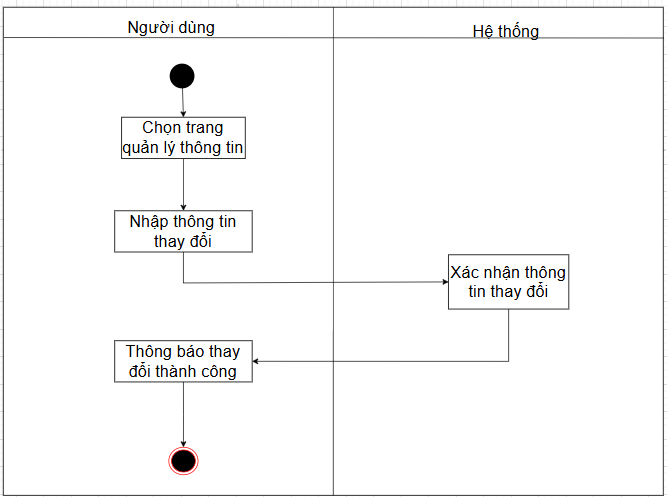 Người dùng
Hệ thống
Chọn trang
quản lý thông tin
Nhập thông tin
thay đổi
Xác nhận thông
tin thay đổi
Thông báo thay
đổi thành công